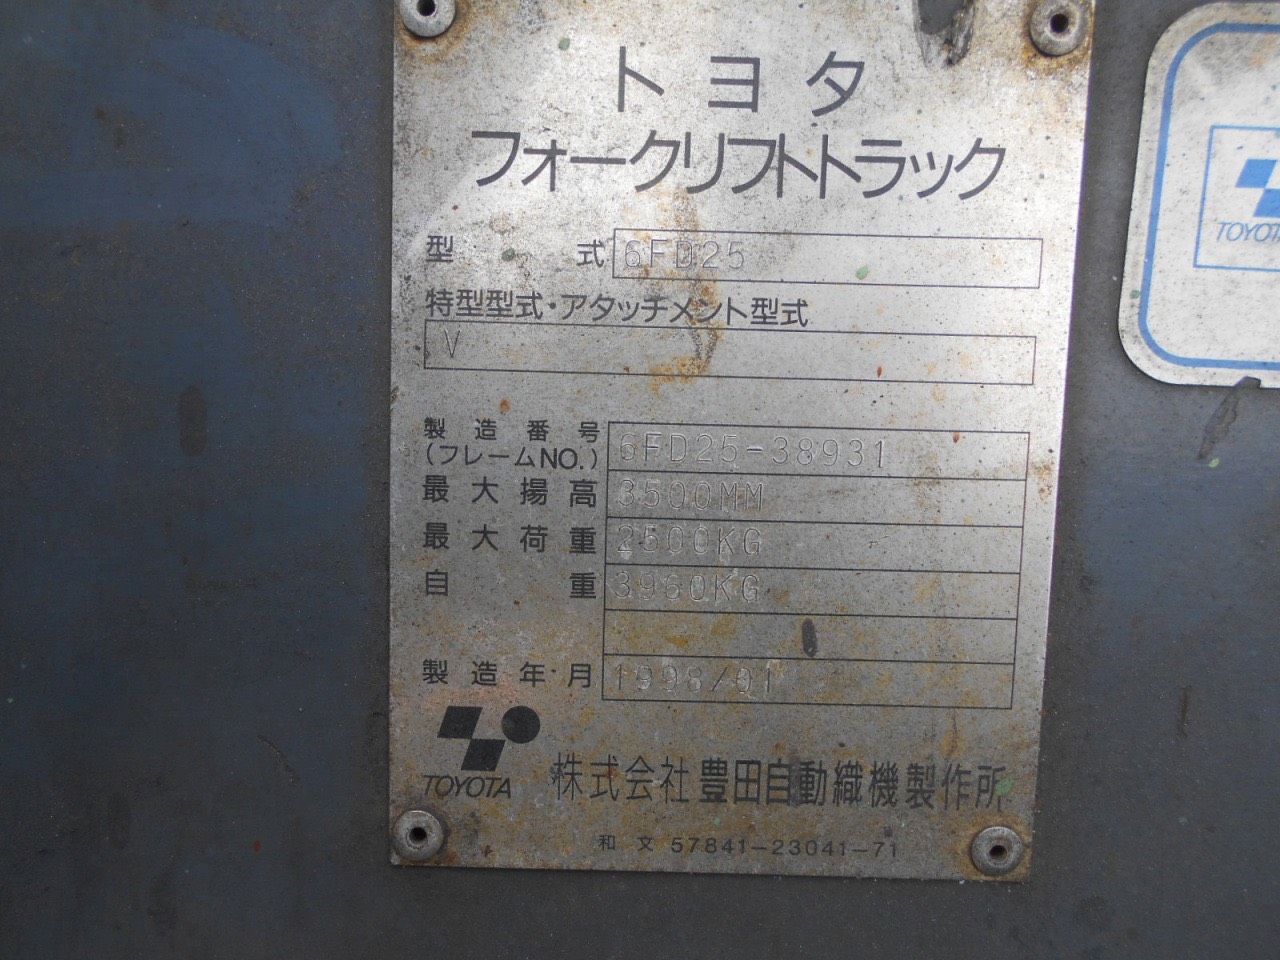 トヨタ
フォークリフトトラック
型式 6FD25
特型型式・アタッチメント型式
V
製造番号
(フレームNO.) 6FD25-38931
最大揚高 3500MM
最大荷重 2500KG
自重 3960KG
製造年・月 1998/01
TOYOTA 株式会社 豊田自動織機製作所
和文 57841-23041-71
TOYOTA